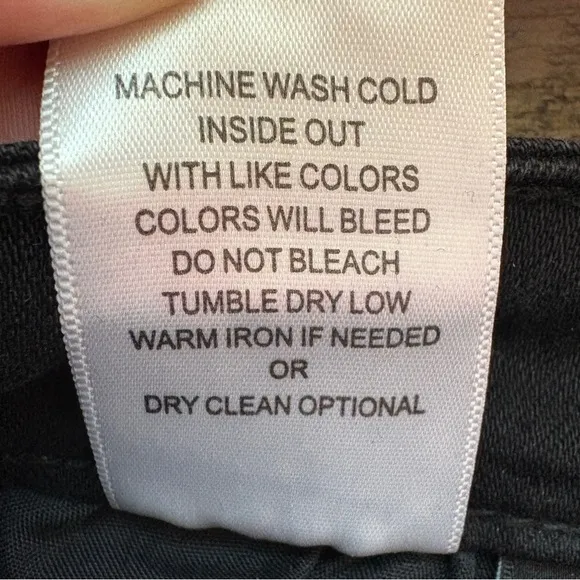 MACHINE WASH COLD
INSIDE OUT
WITH LIKE COLORS
COLORS WILL BLEED
DO NOT BLEACH
TUMBLE DRY LOW
WARM IRON IF NEEDED
OR
DRY CLEAN OPTIONAL